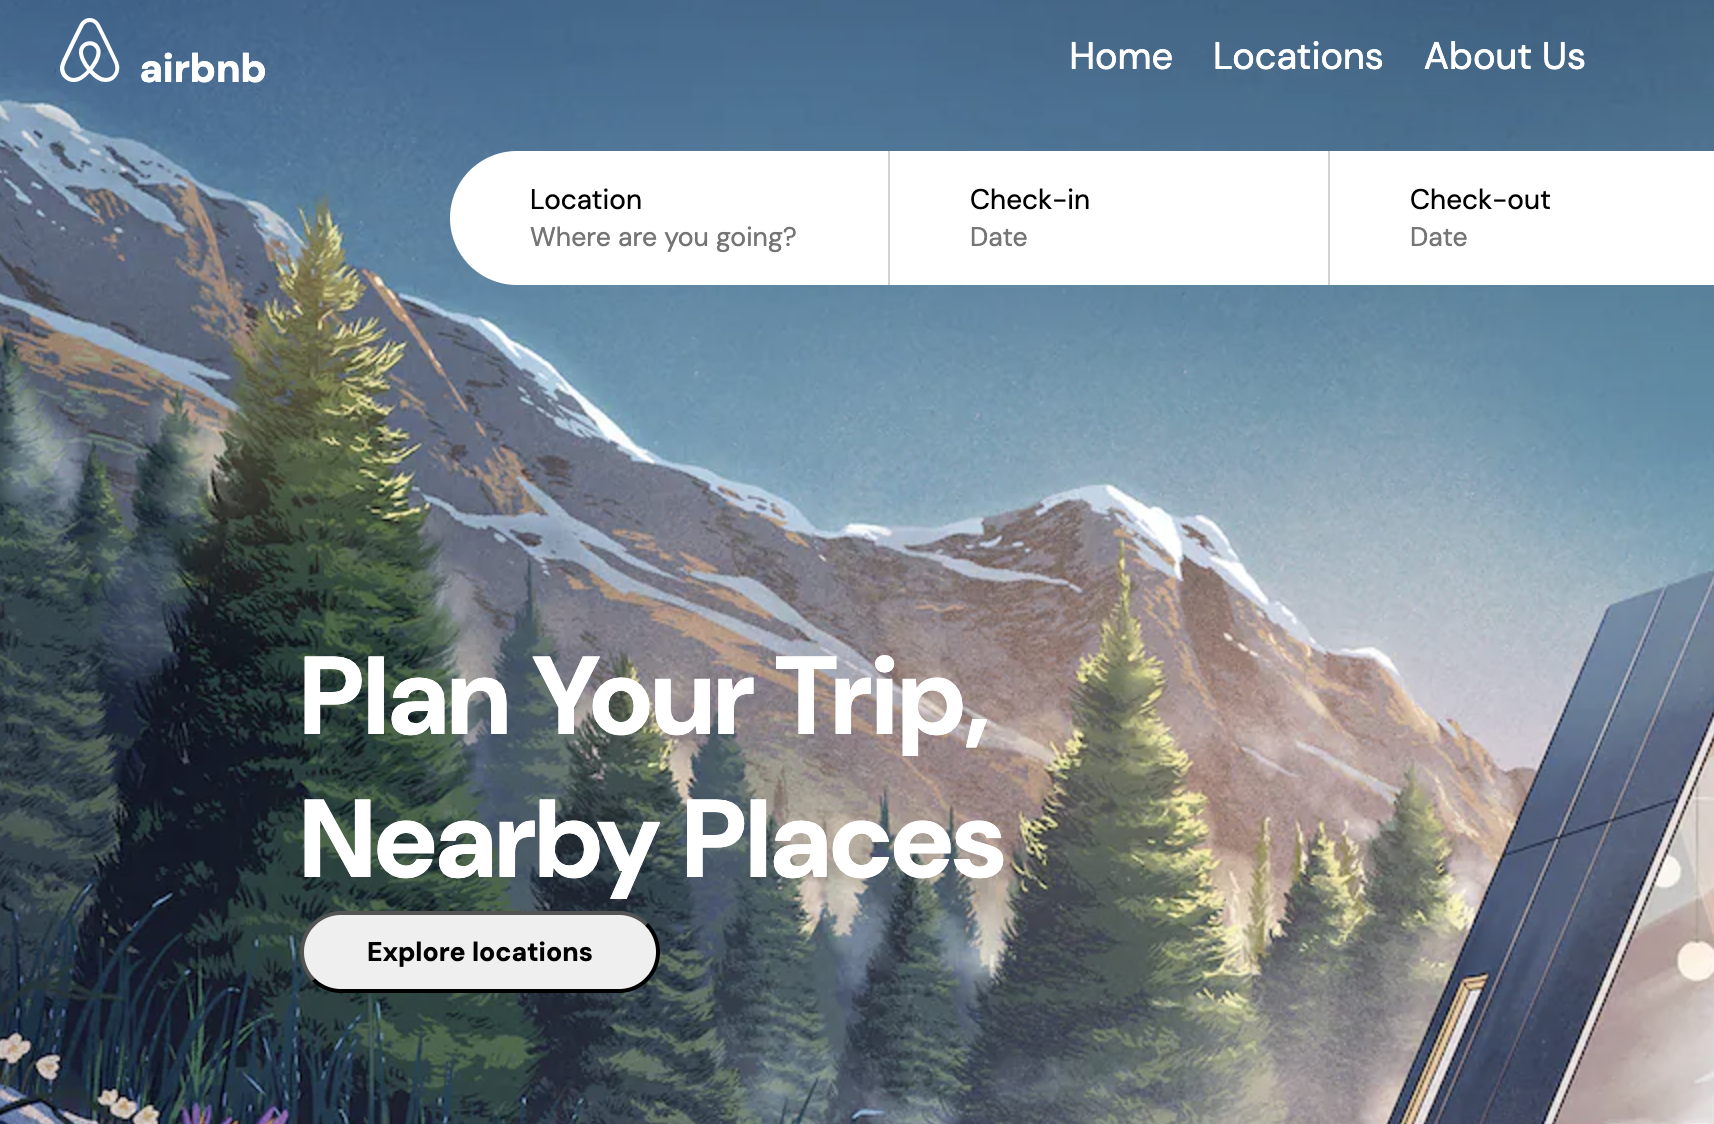 airbnb
Home Locations About Us
Location
Where are you going?
Check-in
Date
Check-out
Date
Plan Your Trip,
Nearby Places
Explore locations